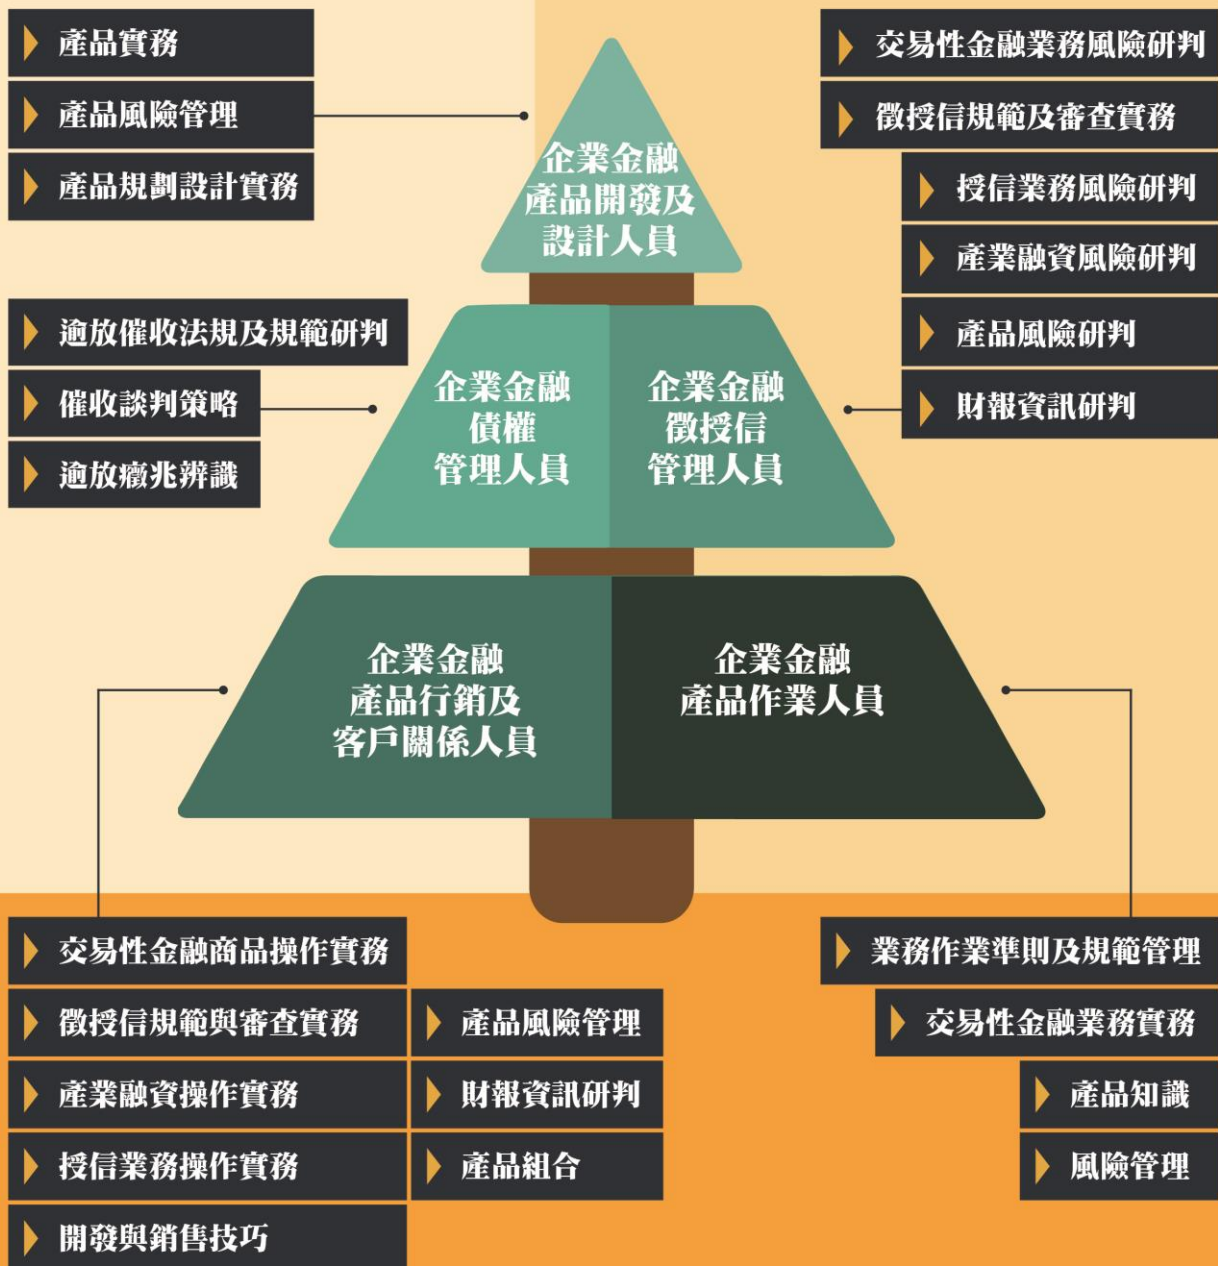 產品實務
產品風險管理
產品規劃設計實務
企業金融
產品開發及
設計人員
交易性金融業務風險研判
徵授信規範及審查實務
授信業務風險研判
產業融資風險研判
產品風險研判
財報資訊研判
逾放催收法規及規範研判
催收談判策略
逾放癥兆辨識
企業金融
債權
管理人員
企業金融
徵授信
管理人員
企業金融
產品行銷及
客戶關係人員
企業金融
產品作業人員
交易性金融商品操作實務
徵授信規範與審查實務
產業融資操作實務
授信業務操作實務
開發與銷售技巧
產品風險管理
財報資訊研判
產品組合
業務作業準則及規範管理
交易性金融業務實務
產品知識
風險管理